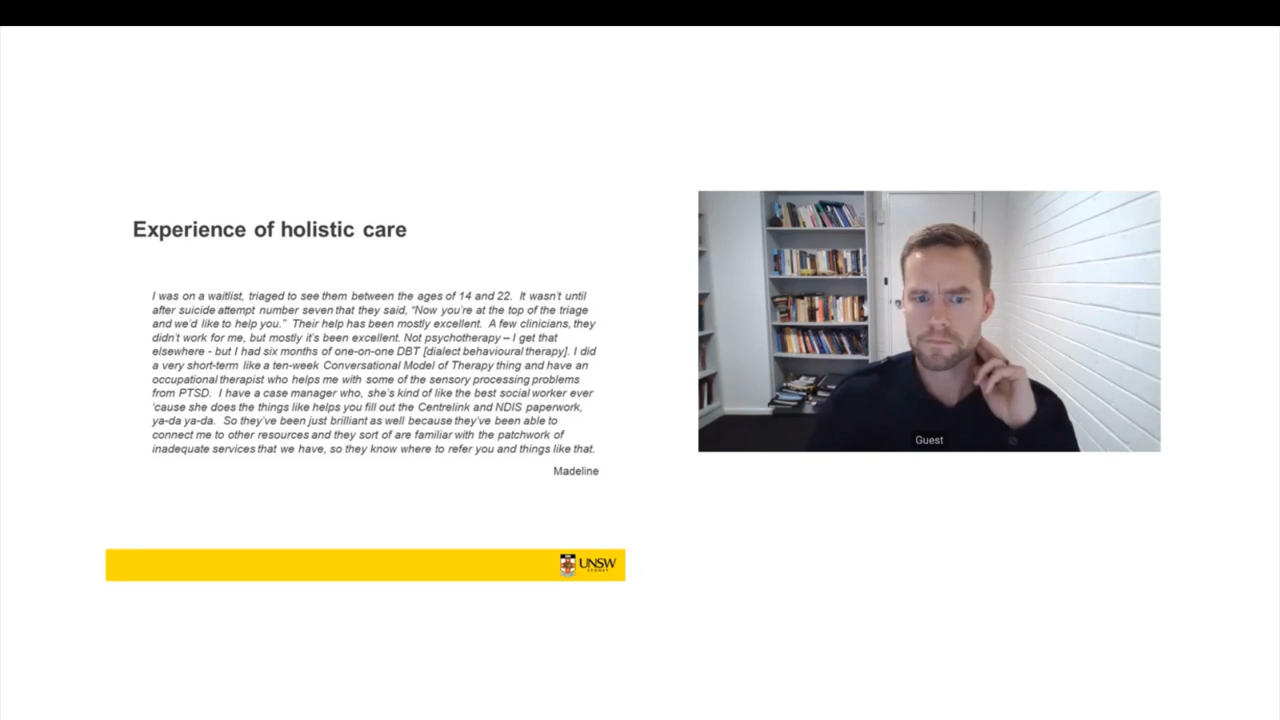 Experience of holistic care
I was on a waitlist, triaged to see them between the ages of 14 and 22.  It wasn't until
after suicide attempt number seven that they said, "Now you're at the top of the triage
and we'd like to help you."  Their help has been mostly excellent.  A few clinicians, they
didn't work for me, but mostly it's been excellent. Not psychotherapy – I get that
elsewhere - but I had six months of one-on-one DBT [dialect behavioural therapy]. I did
a very short-term like a ten-week Conversational Model of Therapy thing and have an
occupational therapist who helps me with some of the sensory processing problems
from PTSD.  I have a case manager who, she's kind of like the best social worker ever
'cause she does the things like helps you fill out the Centrelink and NDIS paperwork,
ya-da ya-da.  So they've been just brilliant as well because they've been able to
connect me to other resources and they sort of are familiar with the patchwork of
inadequate services that we have, so they know where to refer you and things like that.
Madeline
UNSW
SYDNEY
Guest